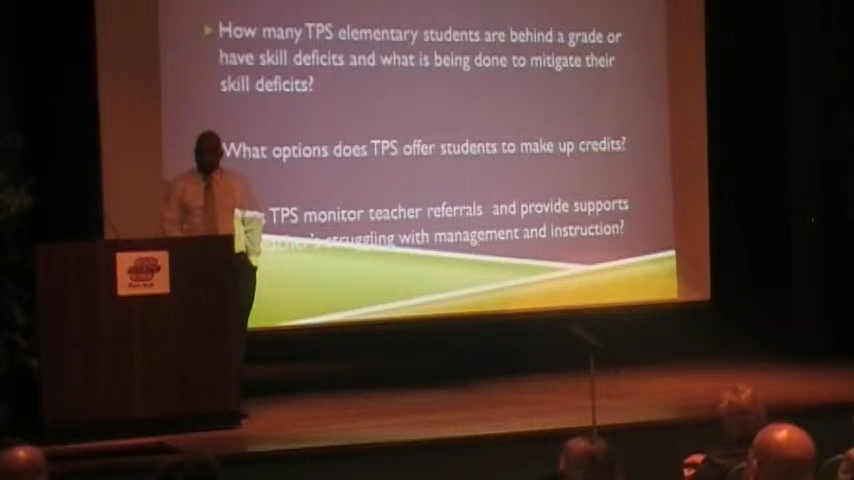 How many TPS elementary students are behind a grade or
have skill deficits and what is being done to mitigate their
skill deficits?
What options does TPS offer students to make up credits?
TPS monitor teacher referrals and provide supports
struggling with management and instruction?